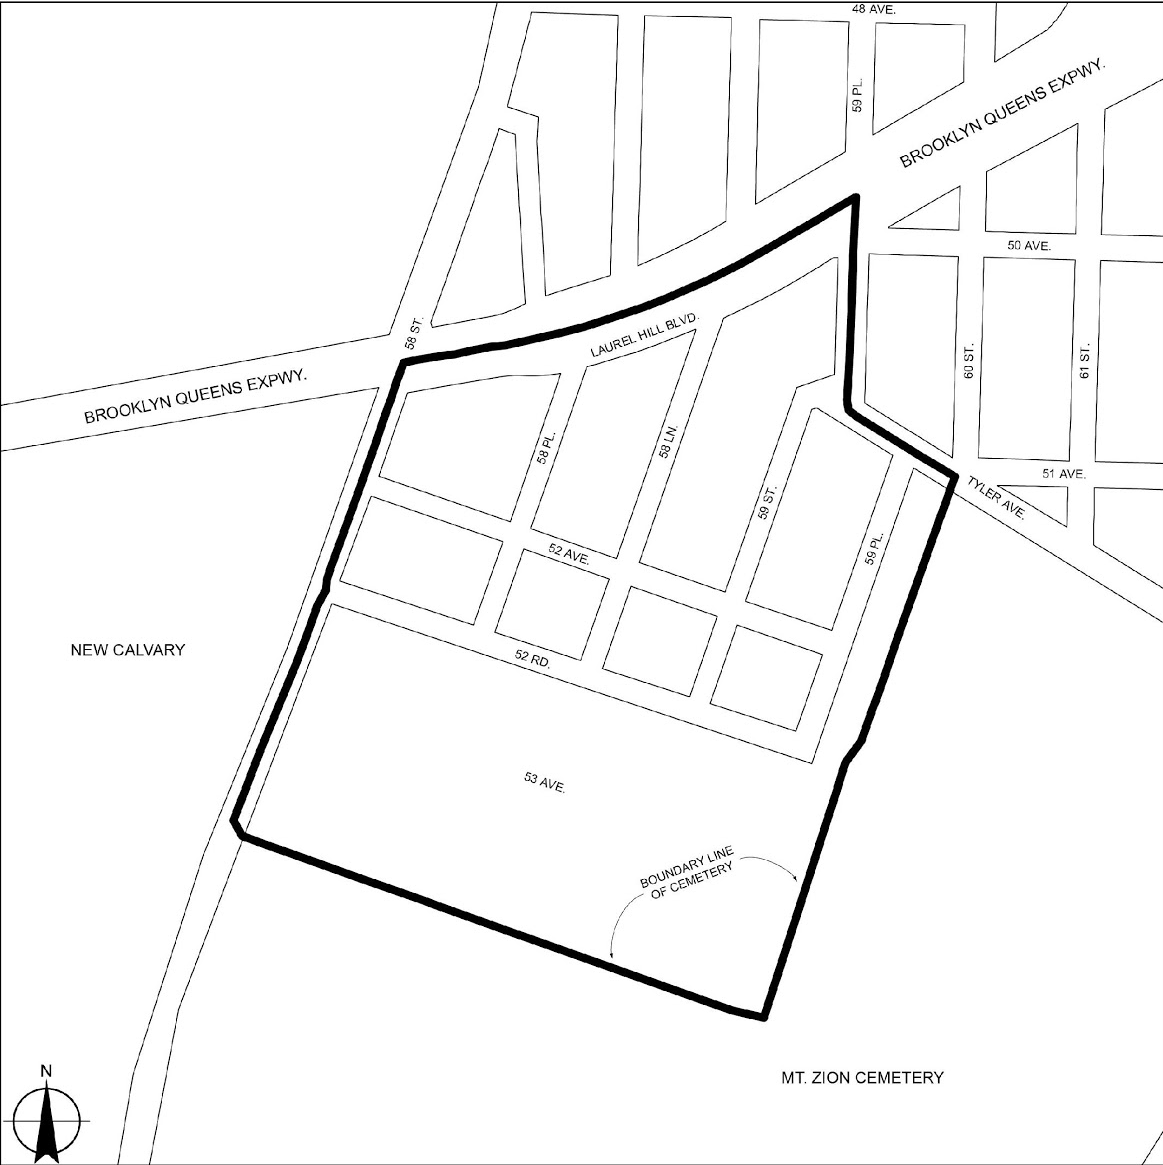 48 AVE.
59 PL.
BROOKLYN QUEENS EXPWY.
50 AVE.
58 ST.
LAUREL HILL BLVD.
60 ST.
61 ST.
BROOKLYN QUEENS EXPWY.
58 PL.
58 LN.
59 ST.
51 AVE.
TYLER AVE.
52 AVE.
59 PL.
NEW CALVARY
52 RD.
53 AVE.
BOUNDARY LINE
OF CEMETERY
N
MT. ZION CEMETERY